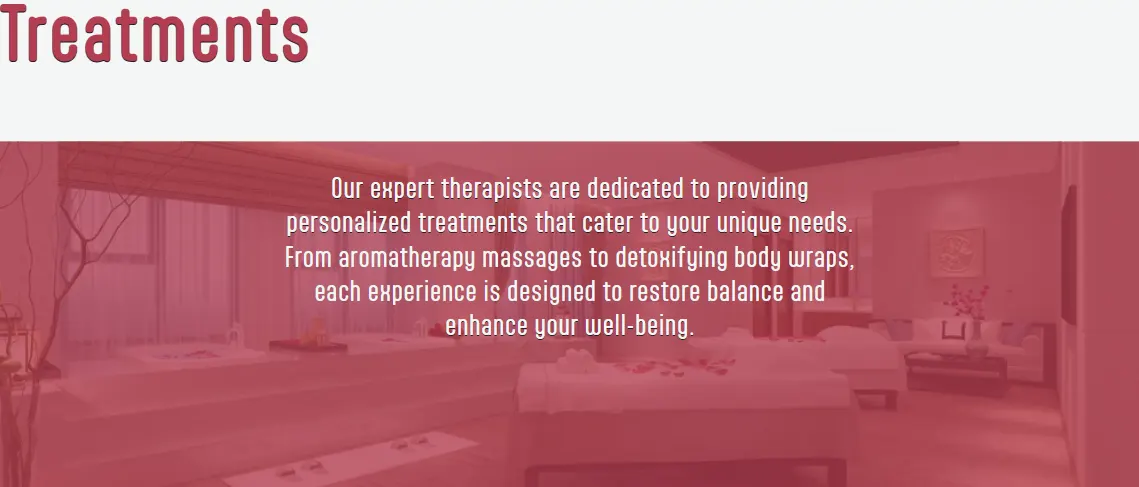 Treatments
Our expert therapists are dedicated to providing
personalized treatments that cater to your unique needs.
From aromatherapy massages to detoxifying body wraps,
each experience is designed to restore balance and
enhance your well-being.